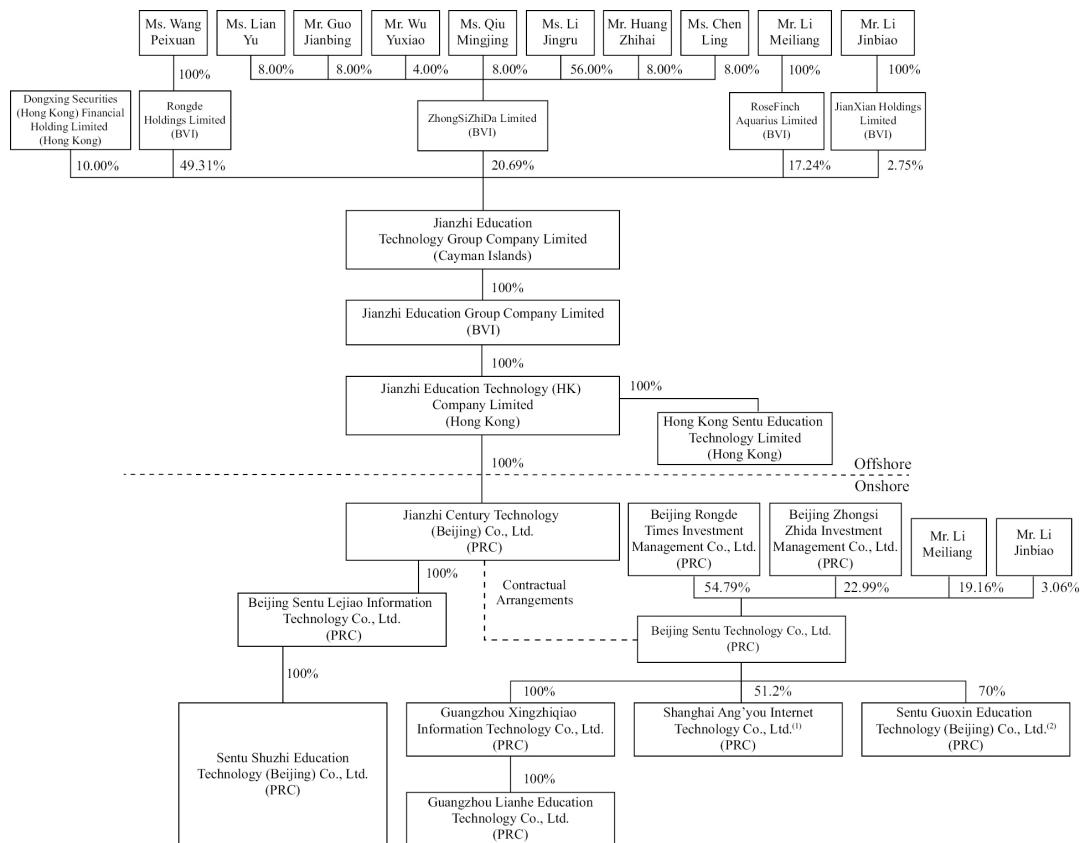 Ms. Wang
Peixuan
Ms. Lian
Yu
Mr. Guo
Jianbing
Mr. Wu
Yuxiao
Ms. Qiu
Mingjing
Ms. Li
Jingru
Mr. Huang
Zhihai
Ms. Chen
Ling
Mr. Li
Meiliang
Mr. Li
Jinbiao
100%
8.00%
8.00%
4.00%
8.00%
56.00%
8.00%
8.00%
100%
100%
Dongxing Securities
(Hong Kong) Financial
Holding Limited
(Hong Kong)
Rongde
Holdings Limited
(BVI)
ZhongSiZhiDa Limited
(BVI)
RoseFinch
Aquarius Limited
(BVI)
JianXian Holdings
Limited
(BVI)
10.00%
49.31%
20.69%
17.24%
2.75%
Jianzhi Education
Technology Group Company Limited
(Cayman Islands)
100%
Jianzhi Education Group Company Limited
(BVI)
100%
Jianzhi Education Technology (HK)
Company Limited
(Hong Kong)
100%
Hong Kong Sentu Education
Technology Limited
(Hong Kong)
100%
Offshore
Onshore
Jianzhi Century Technology
(Beijing) Co., Ltd.
(PRC)
Beijing Rongde
Times Investment
Management Co., Ltd.
(PRC)
Beijing Zhongsi
Zhida Investment
Management Co., Ltd.
(PRC)
Mr. Li
Meiliang
Mr. Li
Jinbiao
100%
Contractual
Arrangements
54.79%
22.99%
19.16%
3.06%
Beijing Sentu Lejiao Information
Technology Co., Ltd.
(PRC)
Beijing Sentu Technology Co., Ltd.
(PRC)
100%
100%
51.2%
70%
Sentu Shuzhi Education
Technology (Beijing) Co., Ltd.
(PRC)
Guangzhou Xingzhiqiao
Information Technology Co., Ltd.
(PRC)
Shanghai Ang’you Internet
Technology Co., Ltd.(1)
(PRC)
Sentu Guoxin Education
Technology (Beijing) Co., Ltd.(2)
(PRC)
100%
Guangzhou Lianhe Education
Technology Co., Ltd.
(PRC)